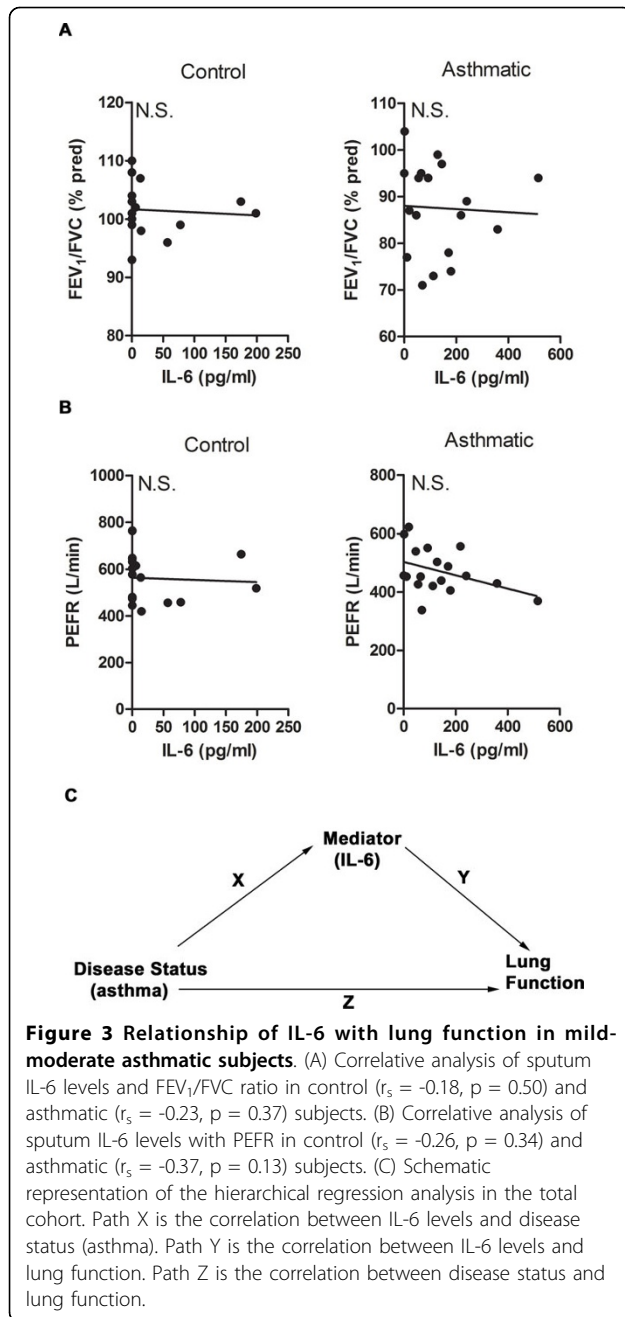 A
Control
Asthmatic
N.S.
N.S.
120
110
100
90
80
FEV₁/FVC (% pred)
0 50 100 150 200 250
IL-6 (pg/ml)
110
100
90
80
70
60
FEV₁/FVC (% pred)
0 200 400 600
IL-6 (pg/ml)
B
Control
Asthmatic
N.S.
N.S.
1000
800
600
400
200
0
PEFR (L/min)
0 50 100 150 200 250
IL-6 (pg/ml)
800
600
400
200
0
PEFR (L/min)
0 200 400 600
IL-6 (pg/ml)
C
Mediator
(IL-6)
X
Y
Disease Status
(asthma)
Lung
Function
Z
Figure 3 Relationship of IL-6 with lung function in mild-
moderate asthmatic subjects. (A) Correlative analysis of sputum
IL-6 levels and FEV₁/FVC ratio in control (rₛ = -0.18, p = 0.50) and
asthmatic (rₛ = -0.23, p = 0.37) subjects. (B) Correlative analysis of
sputum IL-6 levels with PEFR in control (rₛ = -0.26, p = 0.34) and
asthmatic (rₛ = -0.37, p = 0.13) subjects. (C) Schematic
representation of the hierarchical regression analysis in the total
cohort. Path X is the correlation between IL-6 levels and disease
status (asthma). Path Y is the correlation between IL-6 levels and
lung function. Path Z is the correlation between disease status and
lung function.